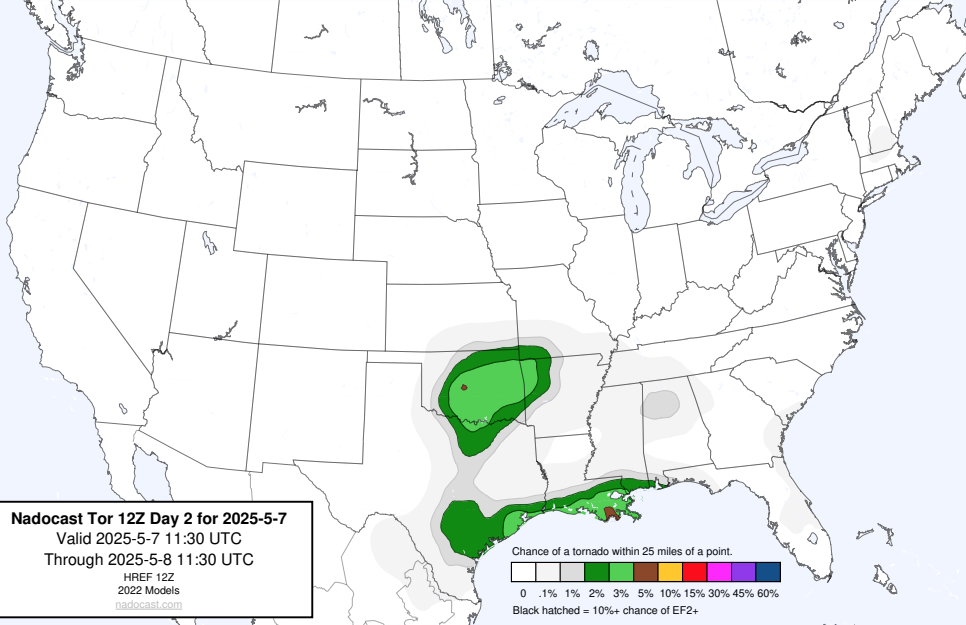 Nadocast Tor 12Z Day 2 for 2025-5-7
Valid 2025-5-7 11:30 UTC
Through 2025-5-8 11:30 UTC
HREF 12Z
2022 Models
nadocast.com
Chance of a tornado within 25 miles of a point.
0 .1% 1% 2% 3% 5% 10% 15% 30% 45% 60%
Black hatched = 10%+ chance of EF2+